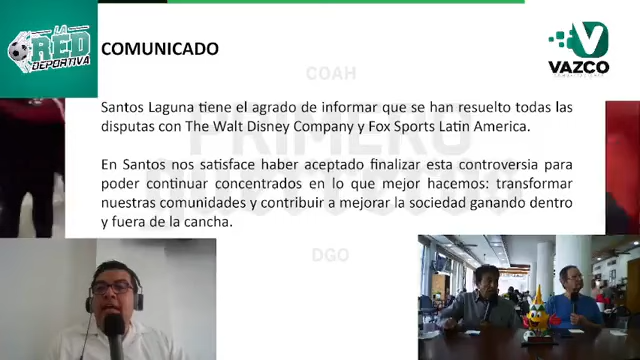 LA
RED
DEPORTIVA
COMUNICADO
VAZCO
COAH
Santos Laguna tiene el agrado de informar que se han resuelto todas las
disputas con The Walt Disney Company y Fox Sports Latin America.
PRIMERO
En Santos nos satisface haber aceptado finalizar esta controversia para
poder continuar concentrados en lo que mejor hacemos: transformar
nuestras comunidades y contribuir a mejorar la sociedad ganando dentro
y fuera de la cancha.
DGO